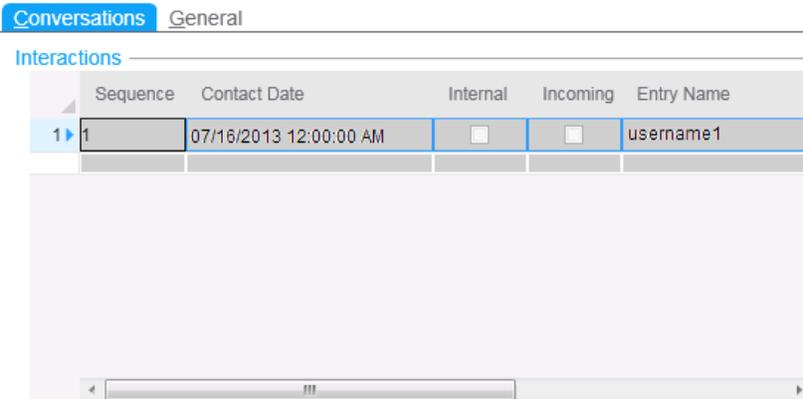 Conversations General
Interactions
Sequence Contact Date Internal Incoming Entry Name
1 1 07/16/2013 12:00:00 AM username1